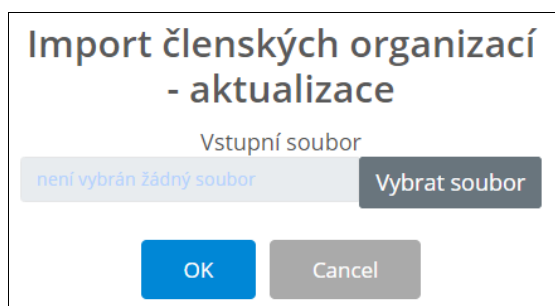 Import členských organizací
- aktualizace
Vstupní soubor
není vybrán žádný soubor
Vybrat soubor
OK
Cancel